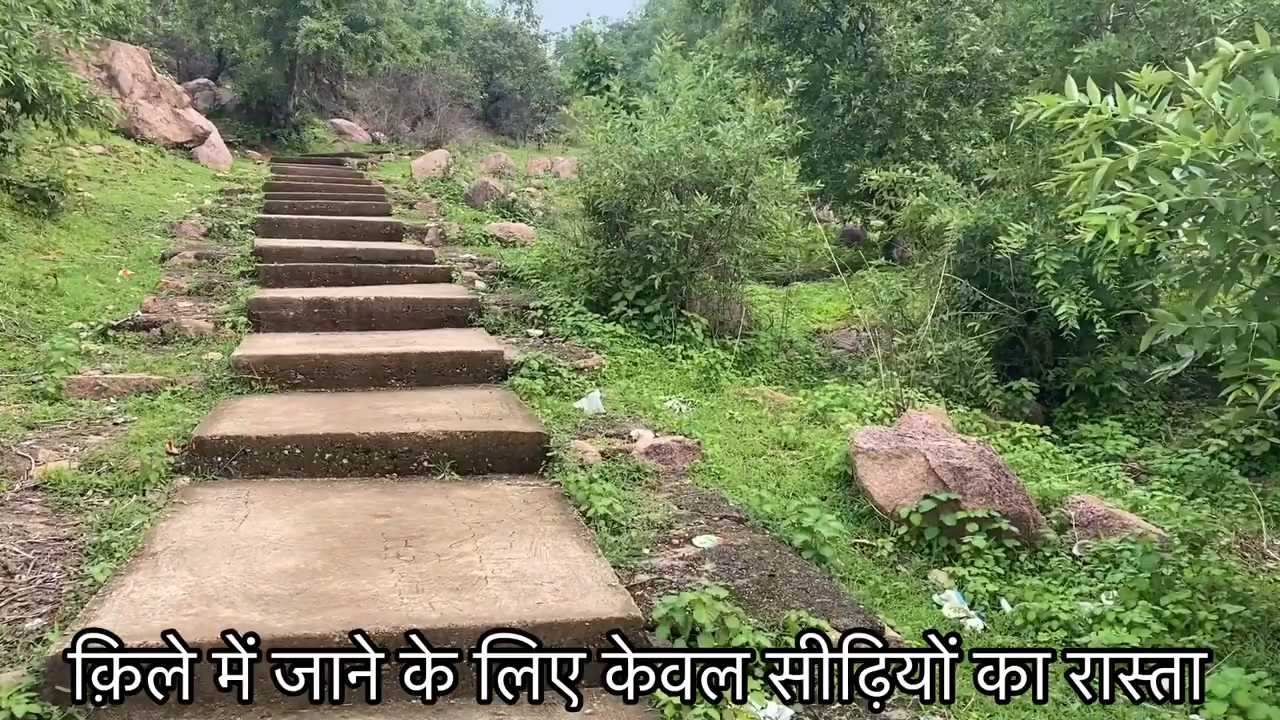 क़िले में जाने के लिए केवल सीढ़ियों का रास्ता